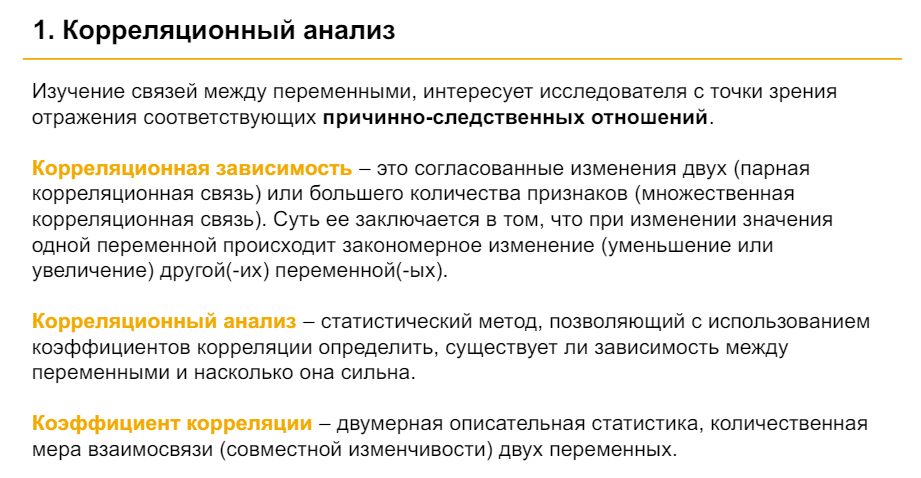 1. Корреляционный анализ
Изучение связей между переменными, интересует исследователя с точки зрения
отражения соответствующих причинно-следственных отношений.
Корреляционная зависимость – это согласованные изменения двух (парная
корреляционная связь) или большего количества признаков (множественная
корреляционная связь). Суть ее заключается в том, что при изменении значения
одной переменной происходит закономерное изменение (уменьшение или
увеличение) другой(-их) переменной(-ых).
Корреляционный анализ – статистический метод, позволяющий с использованием
коэффициентов корреляции определить, существует ли зависимость между
переменными и насколько она сильна.
Коэффициент корреляции – двумерная описательная статистика, количественная
мера взаимосвязи (совместной изменчивости) двух переменных.